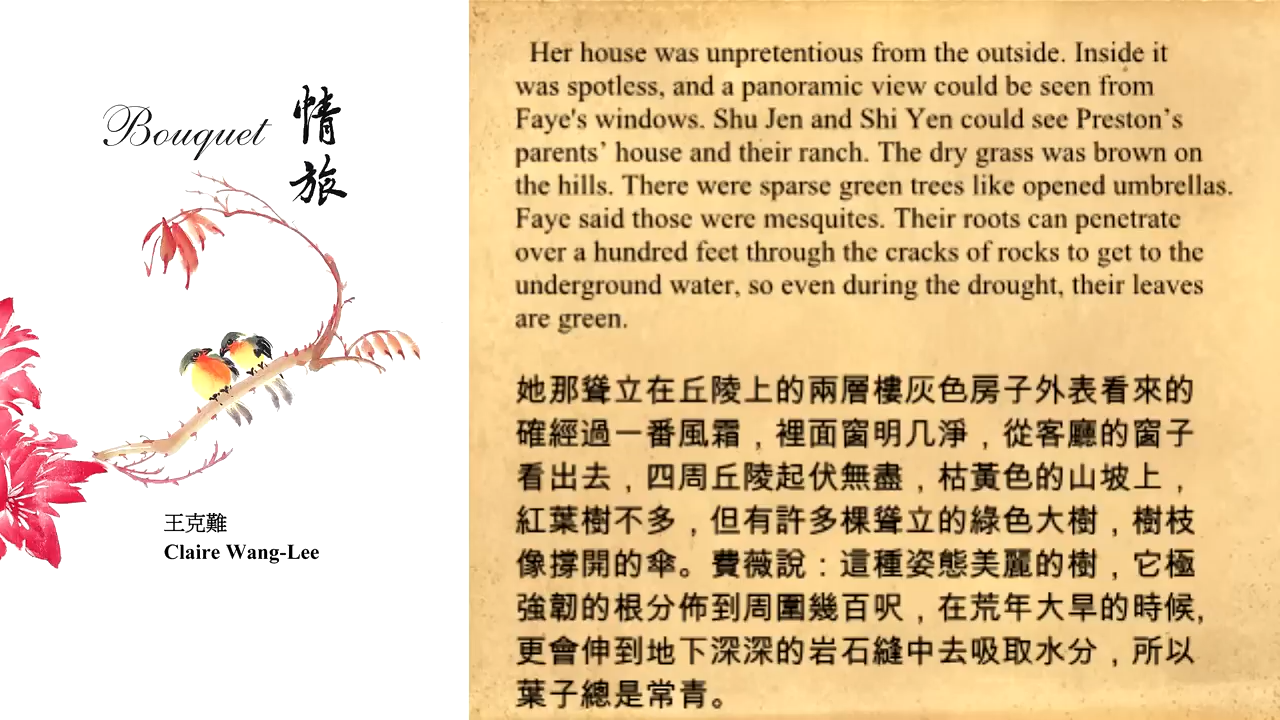 Bouquet
情旅
王克難
Claire Wang-Lee
Her house was unpretentious from the outside. Inside it
was spotless, and a panoramic view could be seen from
Faye's windows. Shu Jen and Shi Yen could see Preston’s
parents’ house and their ranch. The dry grass was brown on
the hills. There were sparse green trees like opened umbrellas.
Faye said those were mesquites. Their roots can penetrate
over a hundred feet through the cracks of rocks to get to the
underground water, so even during the drought, their leaves
are green.
她那聳立在丘陵上的兩層樓灰色房子外表看來的
確經過一番風霜，裡面窗明几淨，從客廳的窗子
看出去，四周丘陵起伏無盡，枯黃色的山坡上，
紅葉樹不多，但有許多棵聳立的綠色大樹，樹枝
像撐開的傘。費薇說：這種姿態美麗的樹，它極
強韌的根分佈到周圍幾百呎，在荒年大旱的時候,
更會伸到地下深深的岩石縫中去吸取水分，所以
葉子總是常青。